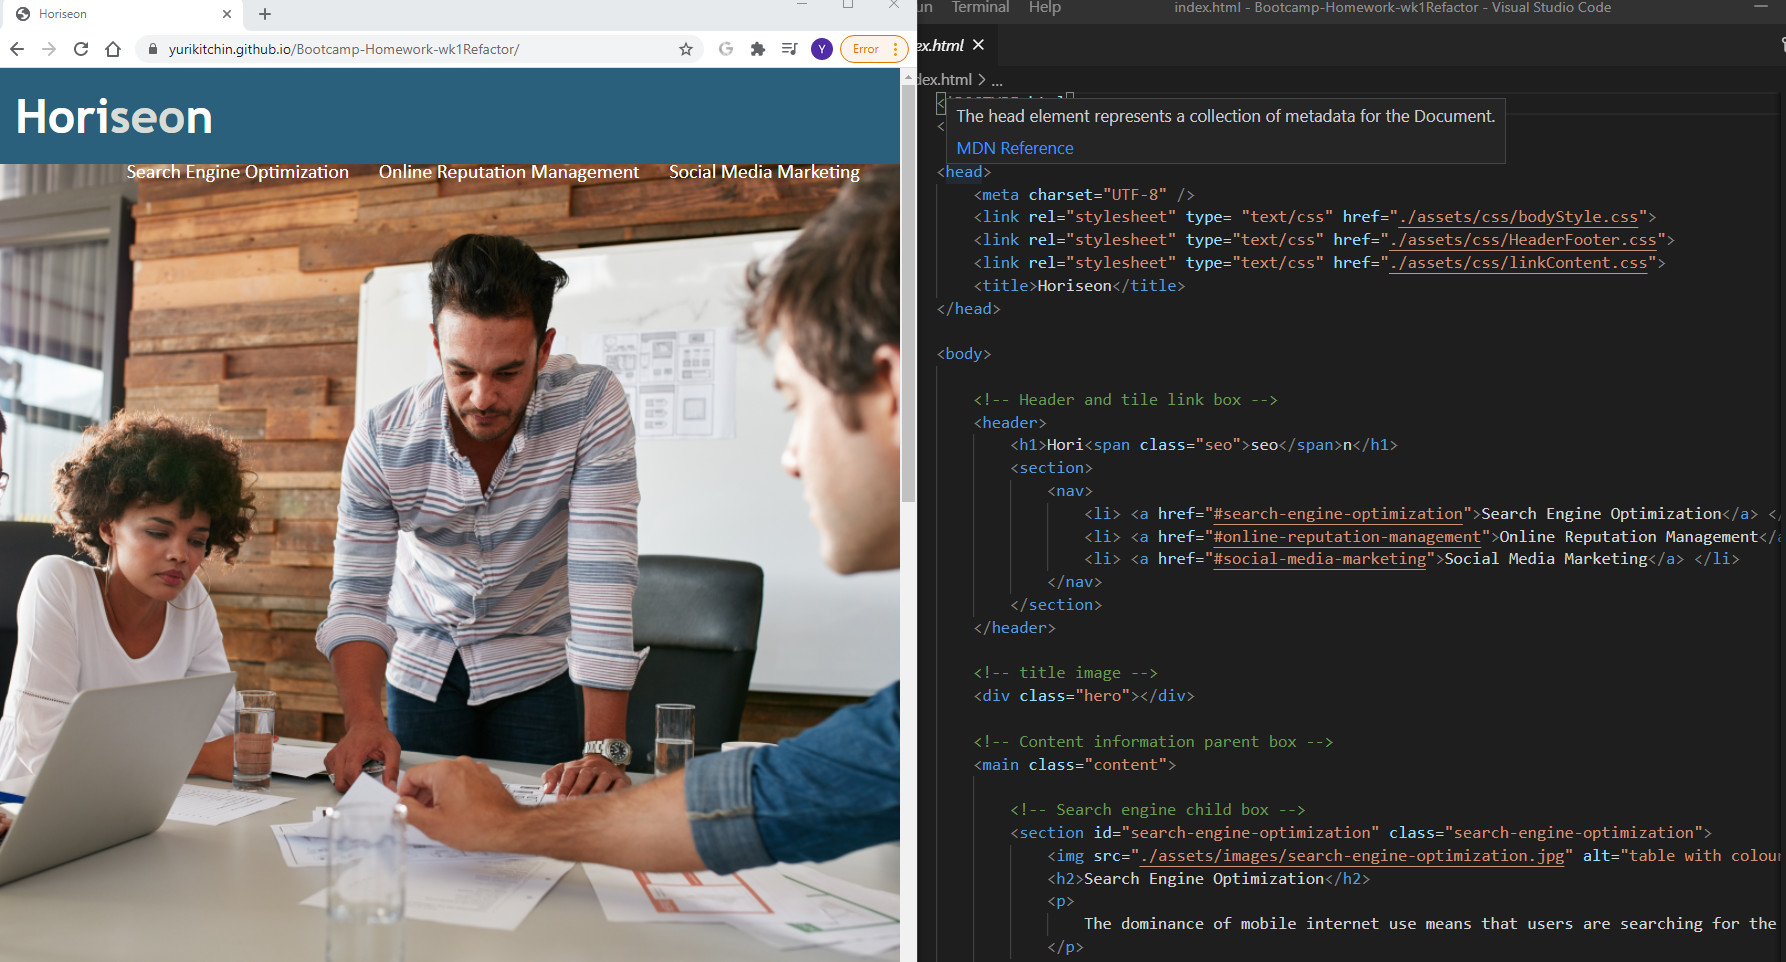 Horiseon
yurikitchin.github.io/Bootcamp-Homework-wk1Refactor/
Y
Error
Horiseon
Search Engine Optimization Online Reputation Management Social Media Marketing
Terminal Help index.html - Bootcamp-Homework-wk1Refactor - Visual Studio Code
ex.html
dex.html > ...
The head element represents a collection of metadata for the Document.
MDN Reference
<head>
<meta charset="UTF-8" />
<link rel="stylesheet" type= "text/css" href="./assets/css/bodyStyle.css">
<link rel="stylesheet" type="text/css" href="./assets/css/HeaderFooter.css">
<link rel="stylesheet" type="text/css" href="./assets/css/linkContent.css">
<title>Horiseon</title>
</head>
<body>
<!-- Header and tile link box -->
<header>
<h1>Hori<span class="seo">seo</span>n</h1>
<section>
<nav>
<li> <a href="#search-engine-optimization">Search Engine Optimization</a> <
<li> <a href="#online-reputation-management">Online Reputation Management</a
<li> <a href="#social-media-marketing">Social Media Marketing</a> </li>
</nav>
</section>
</header>
<!-- title image -->
<div class="hero"></div>
<!-- Content information parent box -->
<main class="content">
<!-- Search engine child box -->
<section id="search-engine-optimization" class="search-engine-optimization">
<img src="./assets/images/search-engine-optimization.jpg" alt="table with colou
<h2>Search Engine Optimization</h2>
<p>
The dominance of mobile internet use means that users are searching for the
</p>